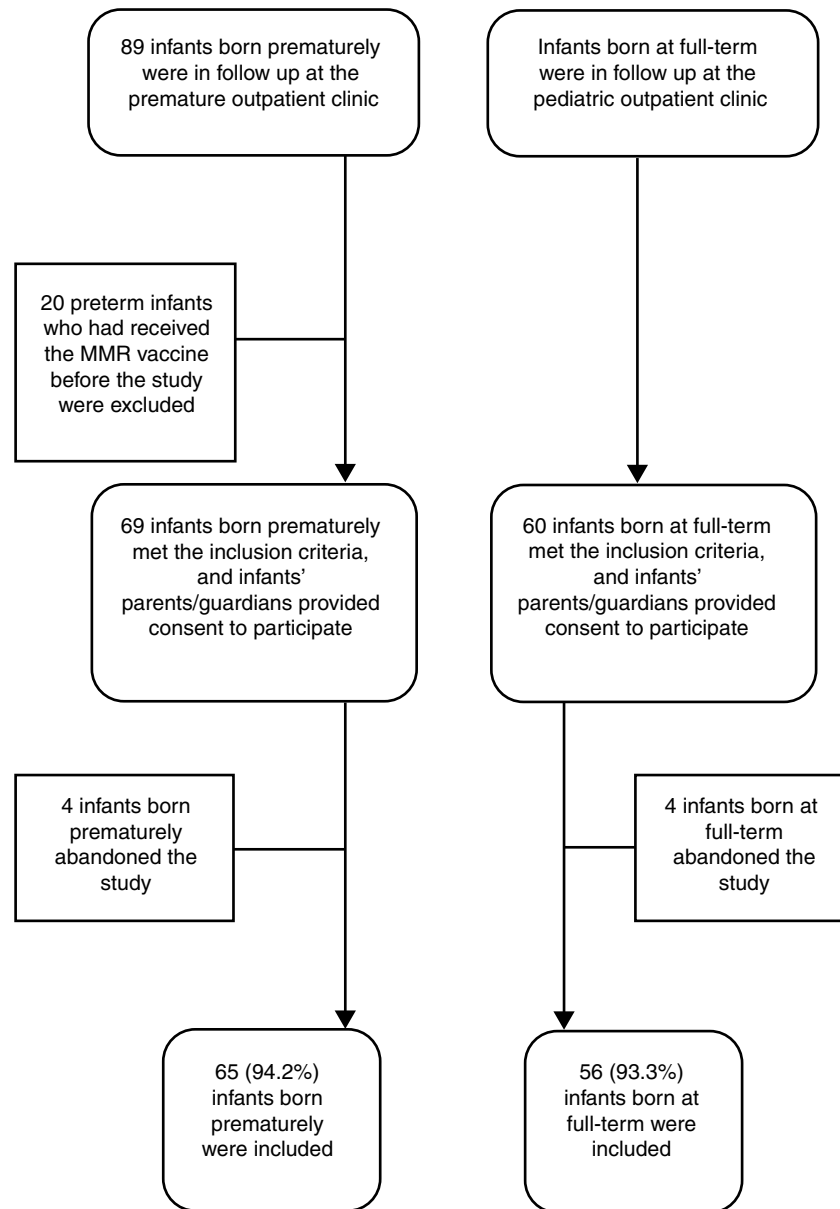 89 infants born prematurely
were in follow up at the
premature outpatient clinic
Infants born at full-term
were in follow up at the
pediatric outpatient clinic
20 preterm infants
who had received
the MMR vaccine
before the study
were excluded
69 infants born prematurely
met the inclusion criteria,
and infants’
parents/guardians provided
consent to participate
60 infants born at full-term
met the inclusion criteria,
and infants’
parents/guardians provided
consent to participate
4 infants born
prematurely
abandoned the
study
4 infants born at
full-term
abandoned the
study
65 (94.2%)
infants born
prematurely
were included
56 (93.3%)
infants born at
full-term were
included